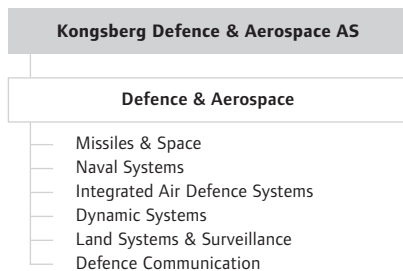 Kongsberg Defence & Aerospace AS
Defence & Aerospace
Missiles & Space
Naval Systems
Integrated Air Defence Systems
Dynamic Systems
Land Systems & Surveillance
Defence Communication